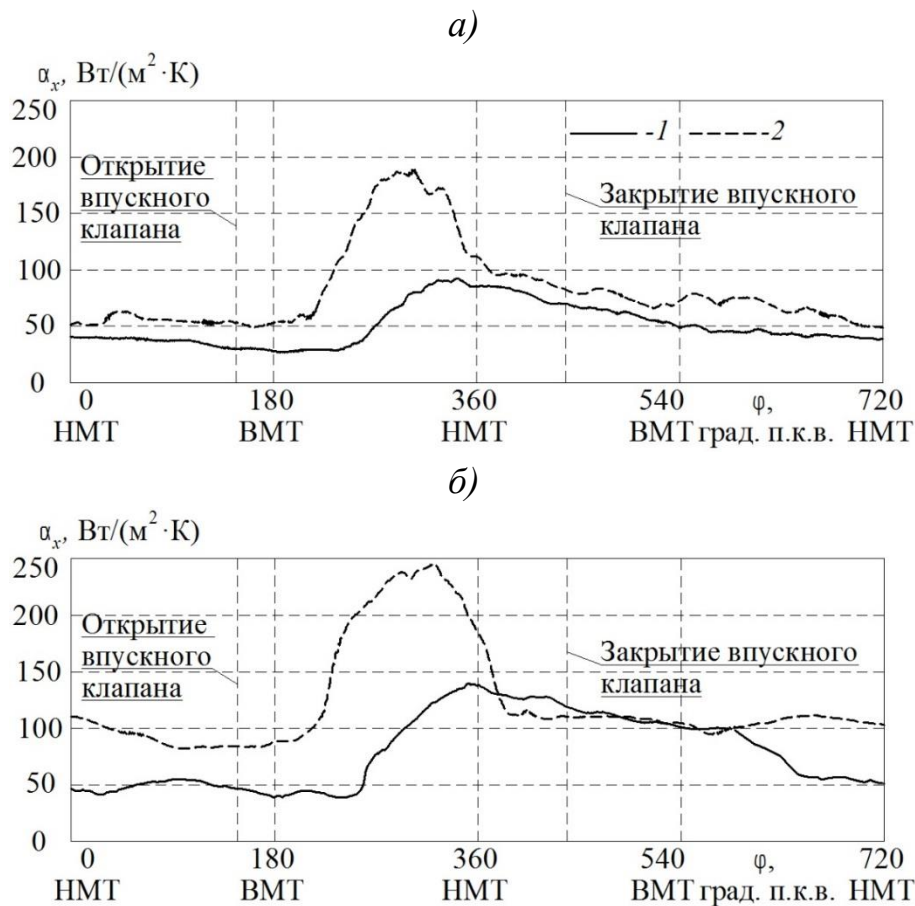 а)
αₓ, Вт/(м²·К)
250
200
150
100
50
0
-1
-2
Открытие
впускного
клапана
Закрытие впускного
клапана
0 180 360 540 φ, 720
НМТ ВМТ НМТ ВМТ град. п.к.в. НМТ
б)
αₓ, Вт/(м²·К)
250
200
150
100
50
0
Открытие
впускного
клапана
Закрытие впускного
клапана
0 180 360 540 φ, 720
НМТ ВМТ НМТ ВМТ град. п.к.в. НМТ